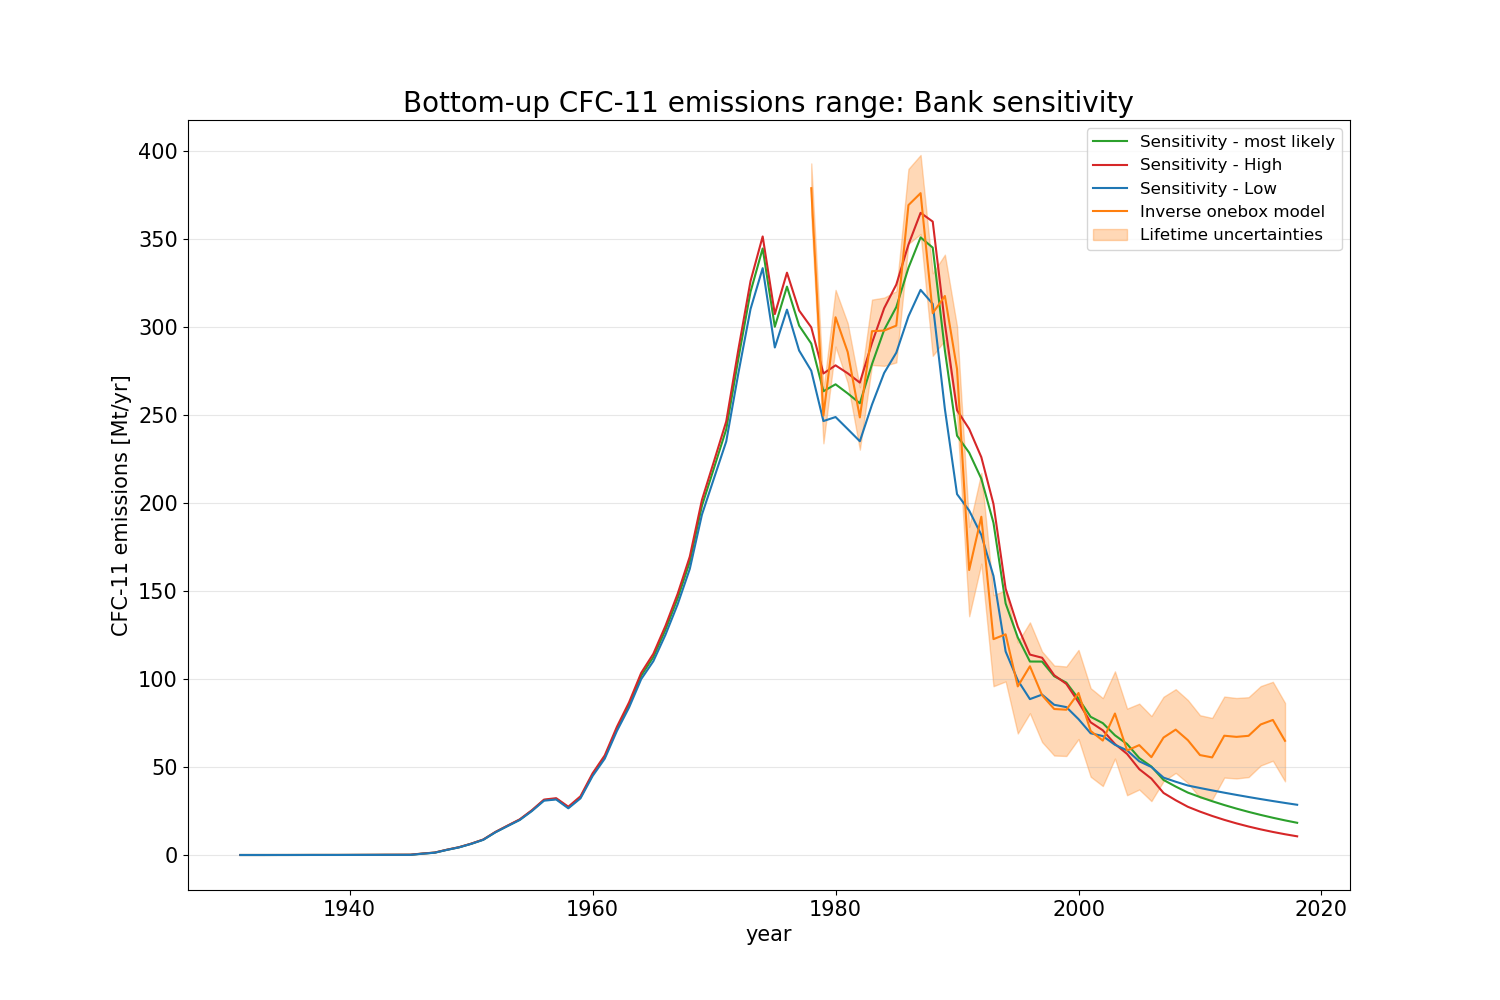 Bottom-up CFC-11 emissions range: Bank sensitivity
Sensitivity - most likely
Sensitivity - High
Sensitivity - Low
Inverse onebox model
Lifetime uncertainties
CFC-11 emissions [Mt/yr]
400
350
300
250
200
150
100
50
0
1940
1960
1980
2000
2020
year